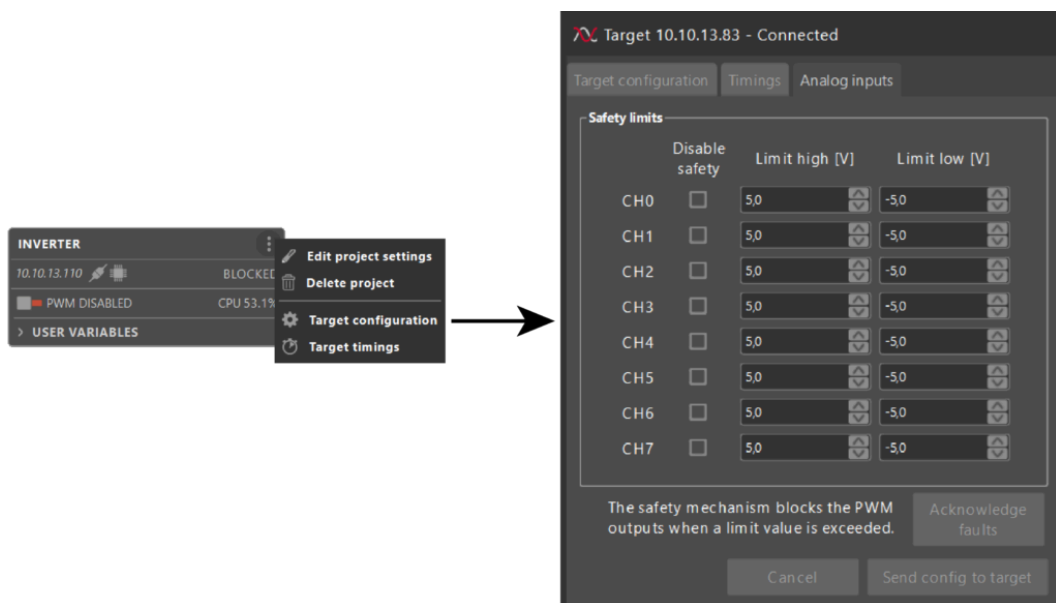 INVERTER
10.10.13.110 BLOCKED
PWM DISABLED CPU 53.1%
> USER VARIABLES
Edit project settings
Delete project
Target configuration
Target timings
Target 10.10.13.83 - Connected
Target configuration Timings Analog inputs
Safety limits
Disable
safety Limit high [V] Limit low [V]
CH0 5,0 -5,0
CH1 5,0 -5,0
CH2 5,0 -5,0
CH3 5,0 -5,0
CH4 5,0 -5,0
CH5 5,0 -5,0
CH6 5,0 -5,0
CH7 5,0 -5,0
The safety mechanism blocks the PWM
outputs when a limit value is exceeded.
Acknowledge
faults
Cancel Send config to target